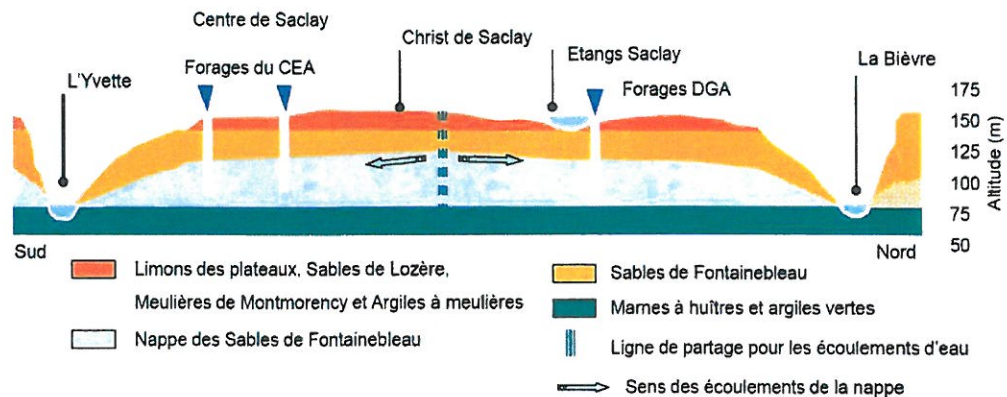 Centre de Saclay
Christ de Saclay
Etangs Saclay
La Bièvre
L'Yvette
Forages du CEA
Forages DGA
175
150
125
100
75
50
Altitude (m)
Sud
Nord
Limons des plateaux, Sables de Lozère,
Meulières de Montmorency et Argiles à meulières
Nappe des Sables de Fontainebleau
Sables de Fontainebleau
Marnes à huîtres et argiles vertes
Ligne de partage pour les écoulements d'eau
Sens des écoulements de la nappe